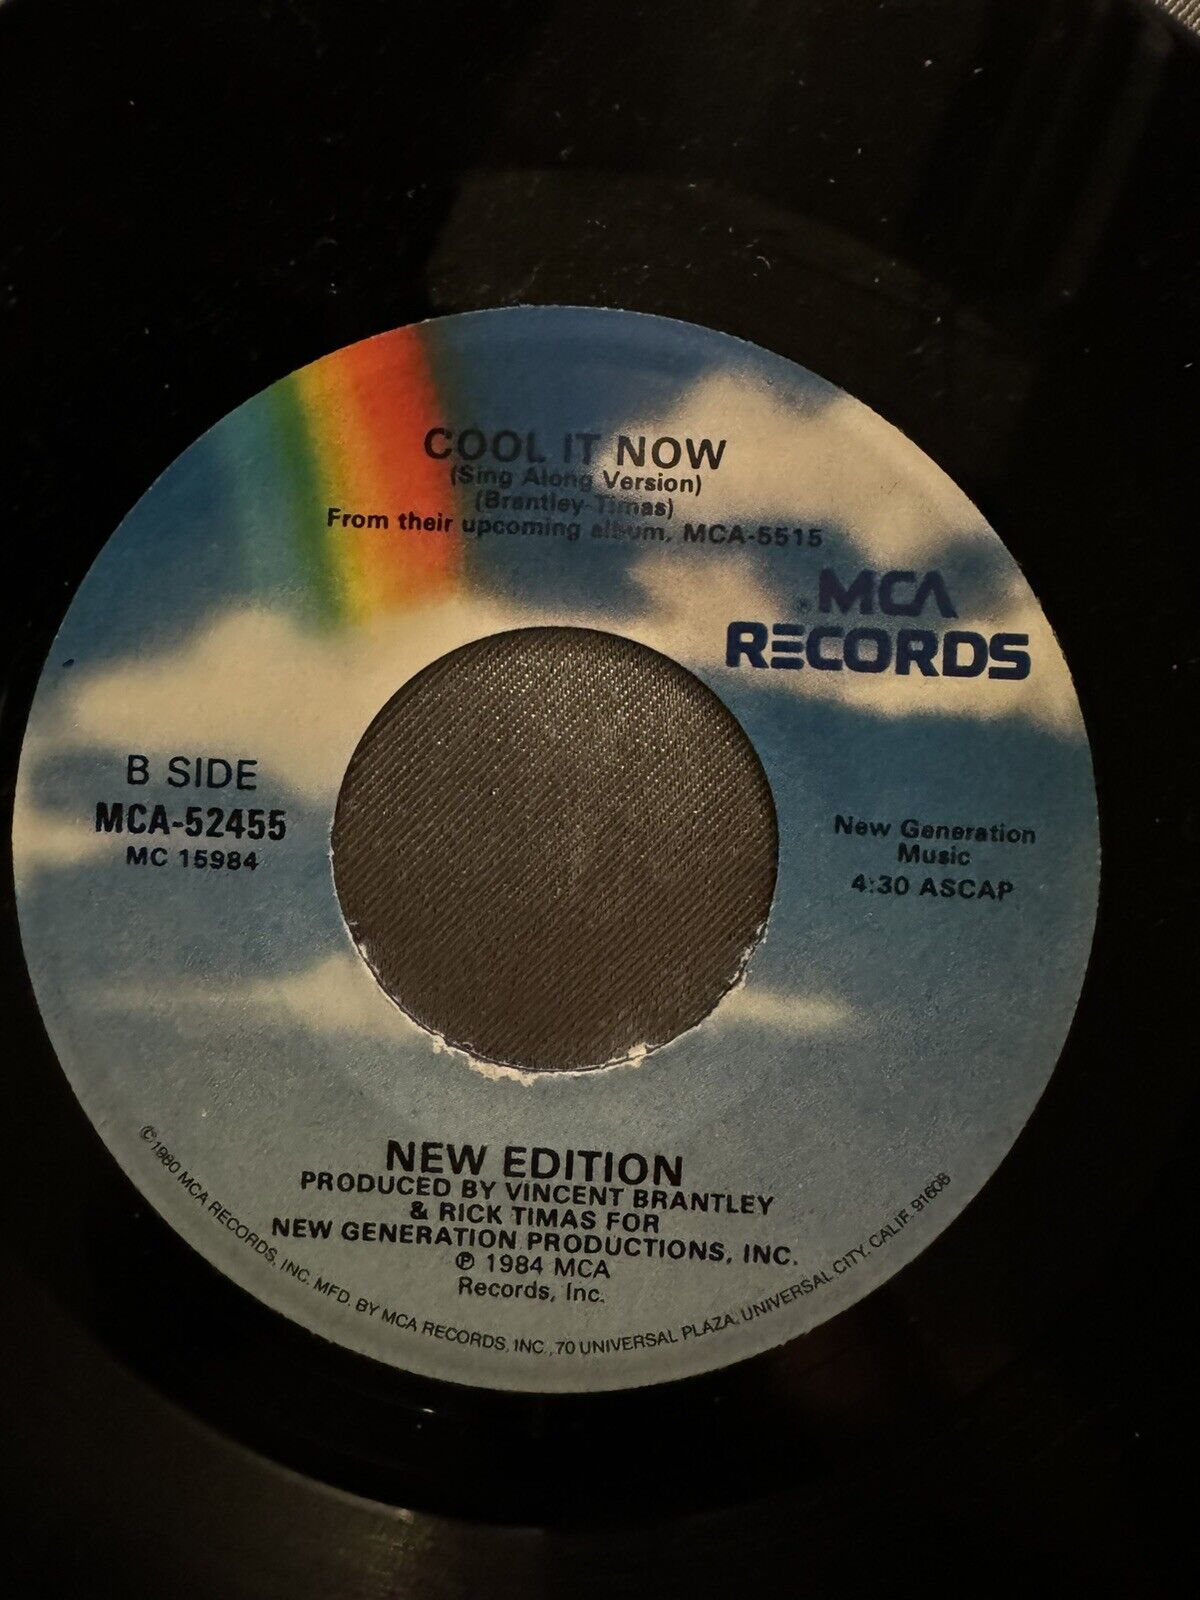 COOL IT NOW
(Sing Along Version)
(Brantley-Timas)
From their upcoming album, MCA-5515
® MCA
RECORDS
B SIDE
MCA-52455
MC 15984
New Generation
Music
4:30 ASCAP
NEW EDITION
PRODUCED BY VINCENT BRANTLEY
& RICK TIMAS FOR
NEW GENERATION PRODUCTIONS, INC.
℗ 1984 MCA
Records, Inc.
©1980 MCA RECORDS, INC. MFD. BY MCA RECORDS, INC., 70 UNIVERSAL PLAZA, UNIVERSAL CITY, CALIF. 91608